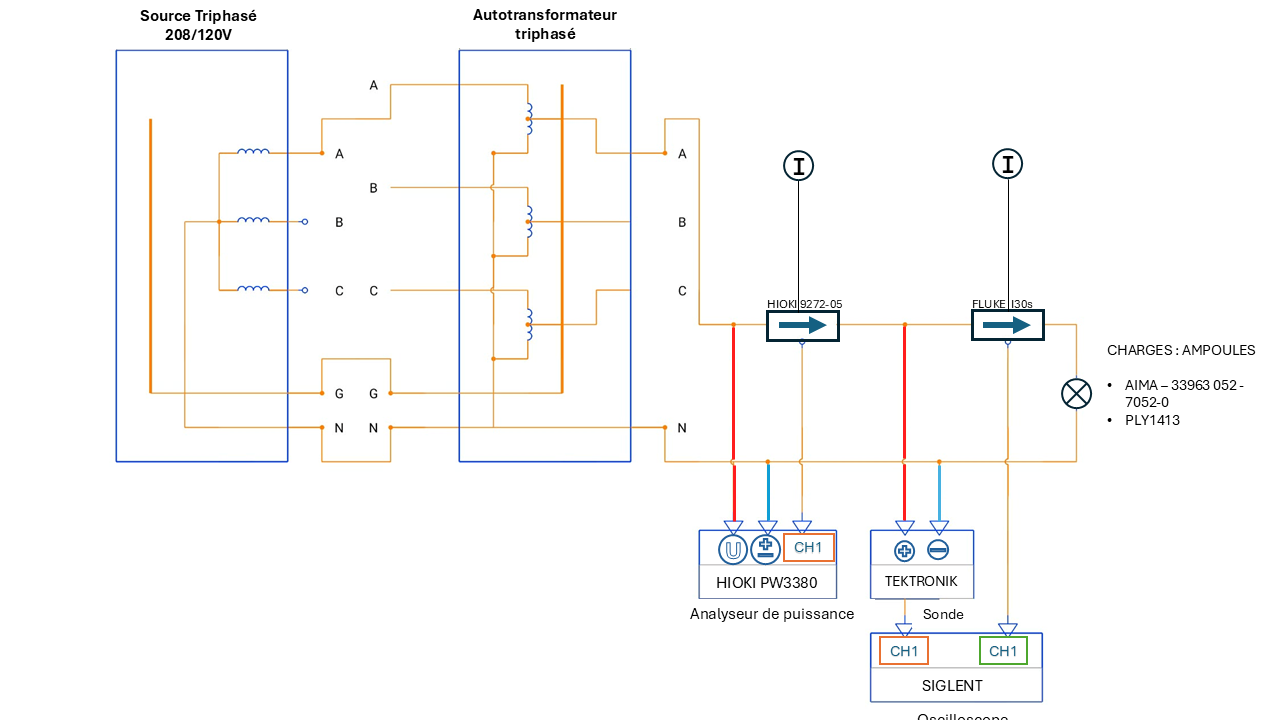 Source Triphasé
208/120V
Autotransformateur
triphasé
A
A
B
B
C
C
G
G
N
N
A
B
C
N
I
I
HIOKI 9272-05
FLUKE I30s
CHARGES : AMPOULES
• AIMA – 33963 052 -
7052-0
• PLY1413
U
CH1
HIOKI PW3380
TEKTRONIK
Analyseur de puissance
Sonde
CH1
CH1
SIGLENT
Oscilloscope